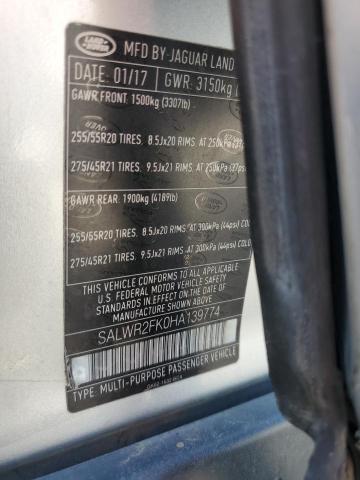 LAND ROVER
MFD BY JAGUAR LAND
DATE: 01/17 GWR: 3150kg (
GAWR FRONT: 1500kg (3307lb)
255/55R20 TIRES. 8.5Jx20 RIMS. AT 250kPa
275/45R21 TIRES. 9.5Jx21 RIMS. AT 250kPa (37psi
GAWR REAR: 1900kg (4189lb)
255/55R20 TIRES. 8.5Jx20 RIMS. AT 300kPa (44psi) COL
275/45R21 TIRES. 9.5Jx21 RIMS. AT 300kPa (44psi) COLD
THIS VEHICLE CONFORMS TO ALL APPLICABLE
U.S FEDERAL MOTOR VEHICLE SAFETY
STANDARDS IN EFFECT ON THE DATE OF
MANUFACTURE SHOWN ABOVE.
SALWR2FK0HA139774
TYPE: MULTI-PURPOSE PASSENGER VEHICLE